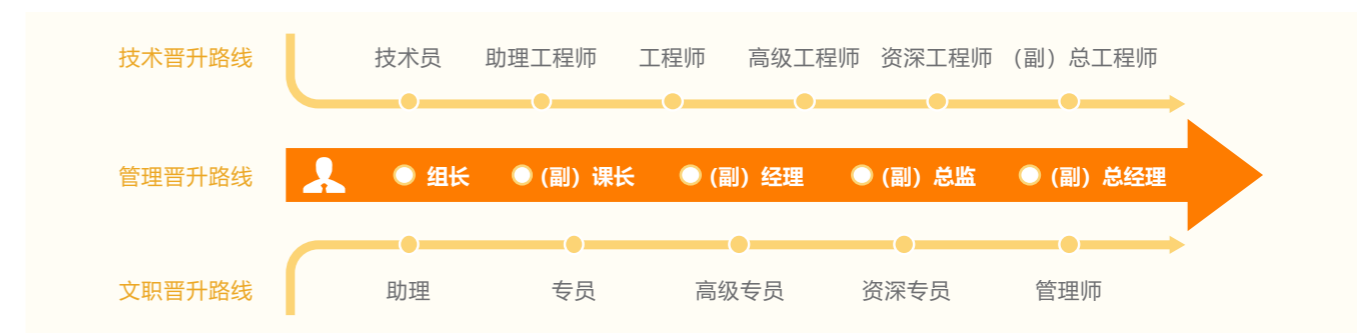 技术晋升路线 技术员 助理工程师 工程师 高级工程师 资深工程师 （副）总工程师
管理晋升路线 组长 （副）课长 （副）经理 （副）总监 （副）总经理
文职晋升路线 助理 专员 高级专员 资深专员 管理师